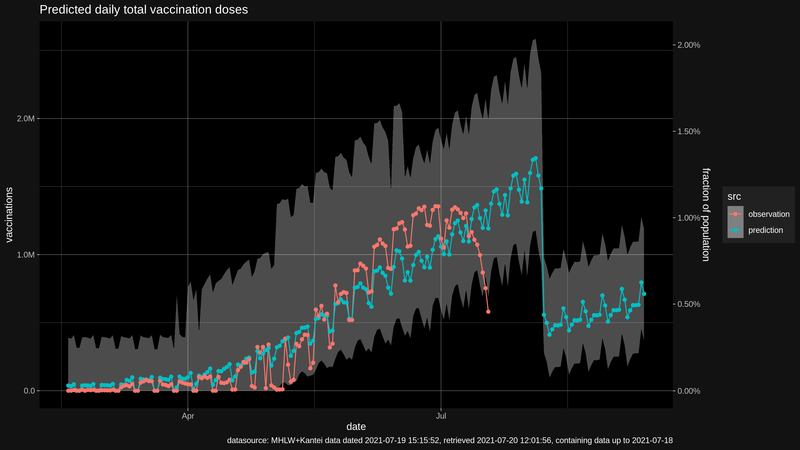 Predicted daily total vaccination doses
vaccinations
2.0M
1.0M
0.0
2.00%
1.50%
1.00%
0.50%
0.00%
fraction of population
src
observation
prediction
Apr
Jul
date
datasource: MHLW+Kantei data dated 2021-07-19 15:15:52, retrieved 2021-07-20 12:01:56, containing data up to 2021-07-18